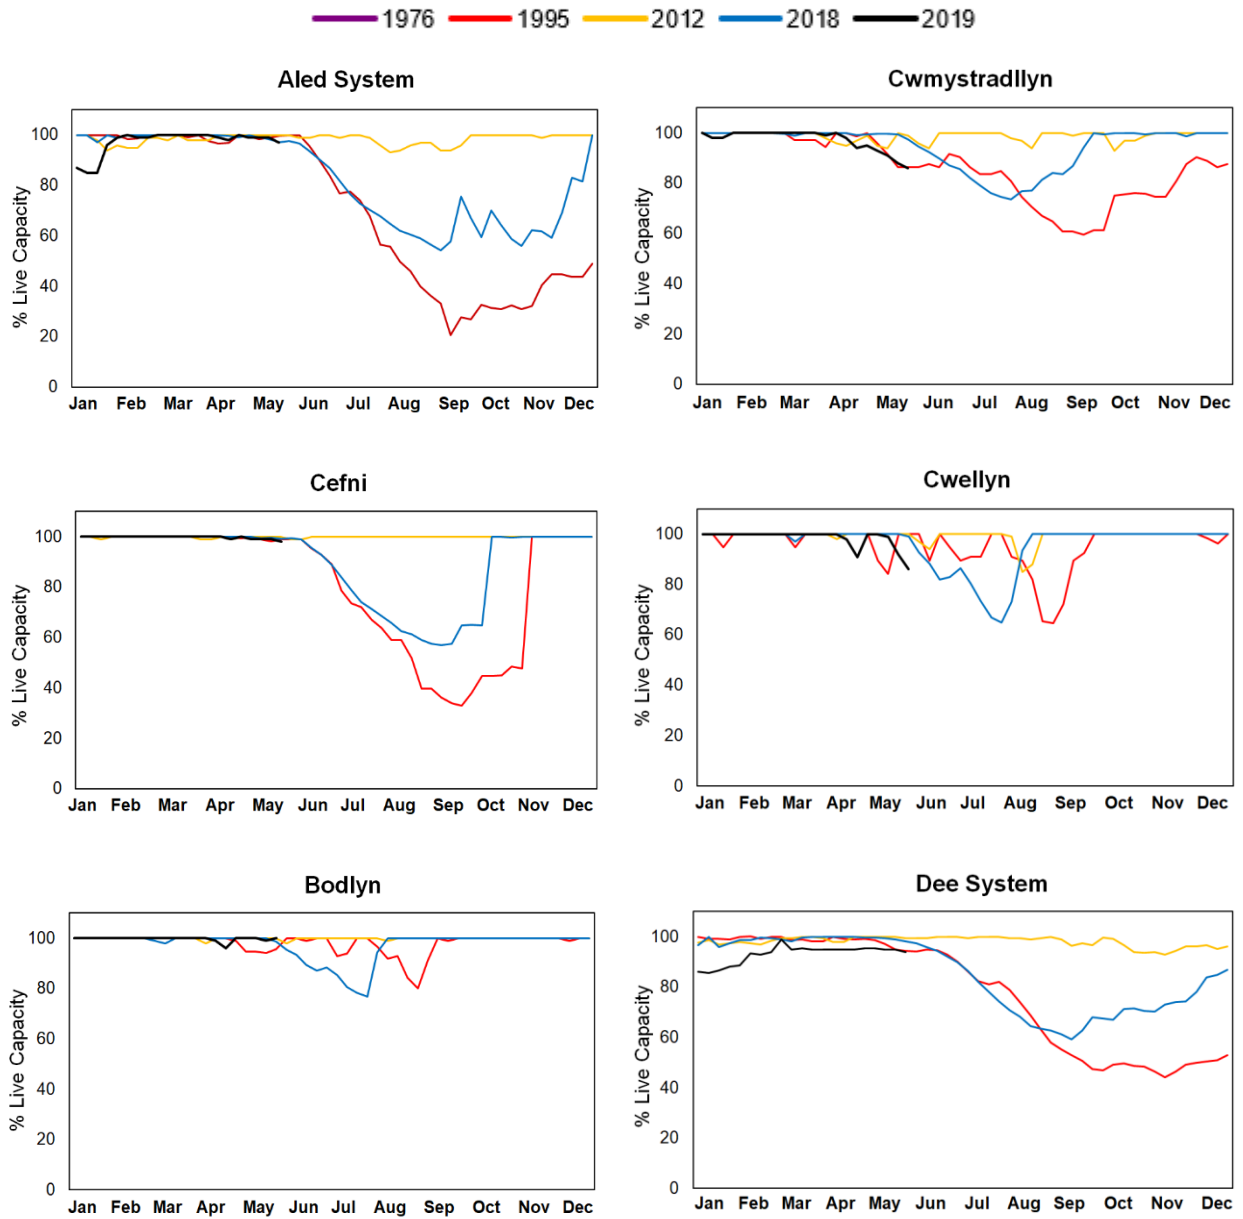 1976 1995 2012 2018 2019
Aled System
% Live Capacity
100
80
60
40
20
0
Jan Feb Mar Apr May Jun Jul Aug Sep Oct Nov Dec
Cwmystradllyn
% Live Capacity
100
80
60
40
20
0
Jan Feb Mar Apr May Jun Jul Aug Sep Oct Nov Dec
Cefni
% Live Capacity
100
80
60
40
20
0
Jan Feb Mar Apr May Jun Jul Aug Sep Oct Nov Dec
Cwellyn
% Live Capacity
100
80
60
40
20
0
Jan Feb Mar Apr May Jun Jul Aug Sep Oct Nov Dec
Bodlyn
% Live Capacity
100
80
60
40
20
0
Jan Feb Mar Apr May Jun Jul Aug Sep Oct Nov Dec
Dee System
% Live Capacity
100
80
60
40
20
0
Jan Feb Mar Apr May Jun Jul Aug Sep Oct Nov Dec